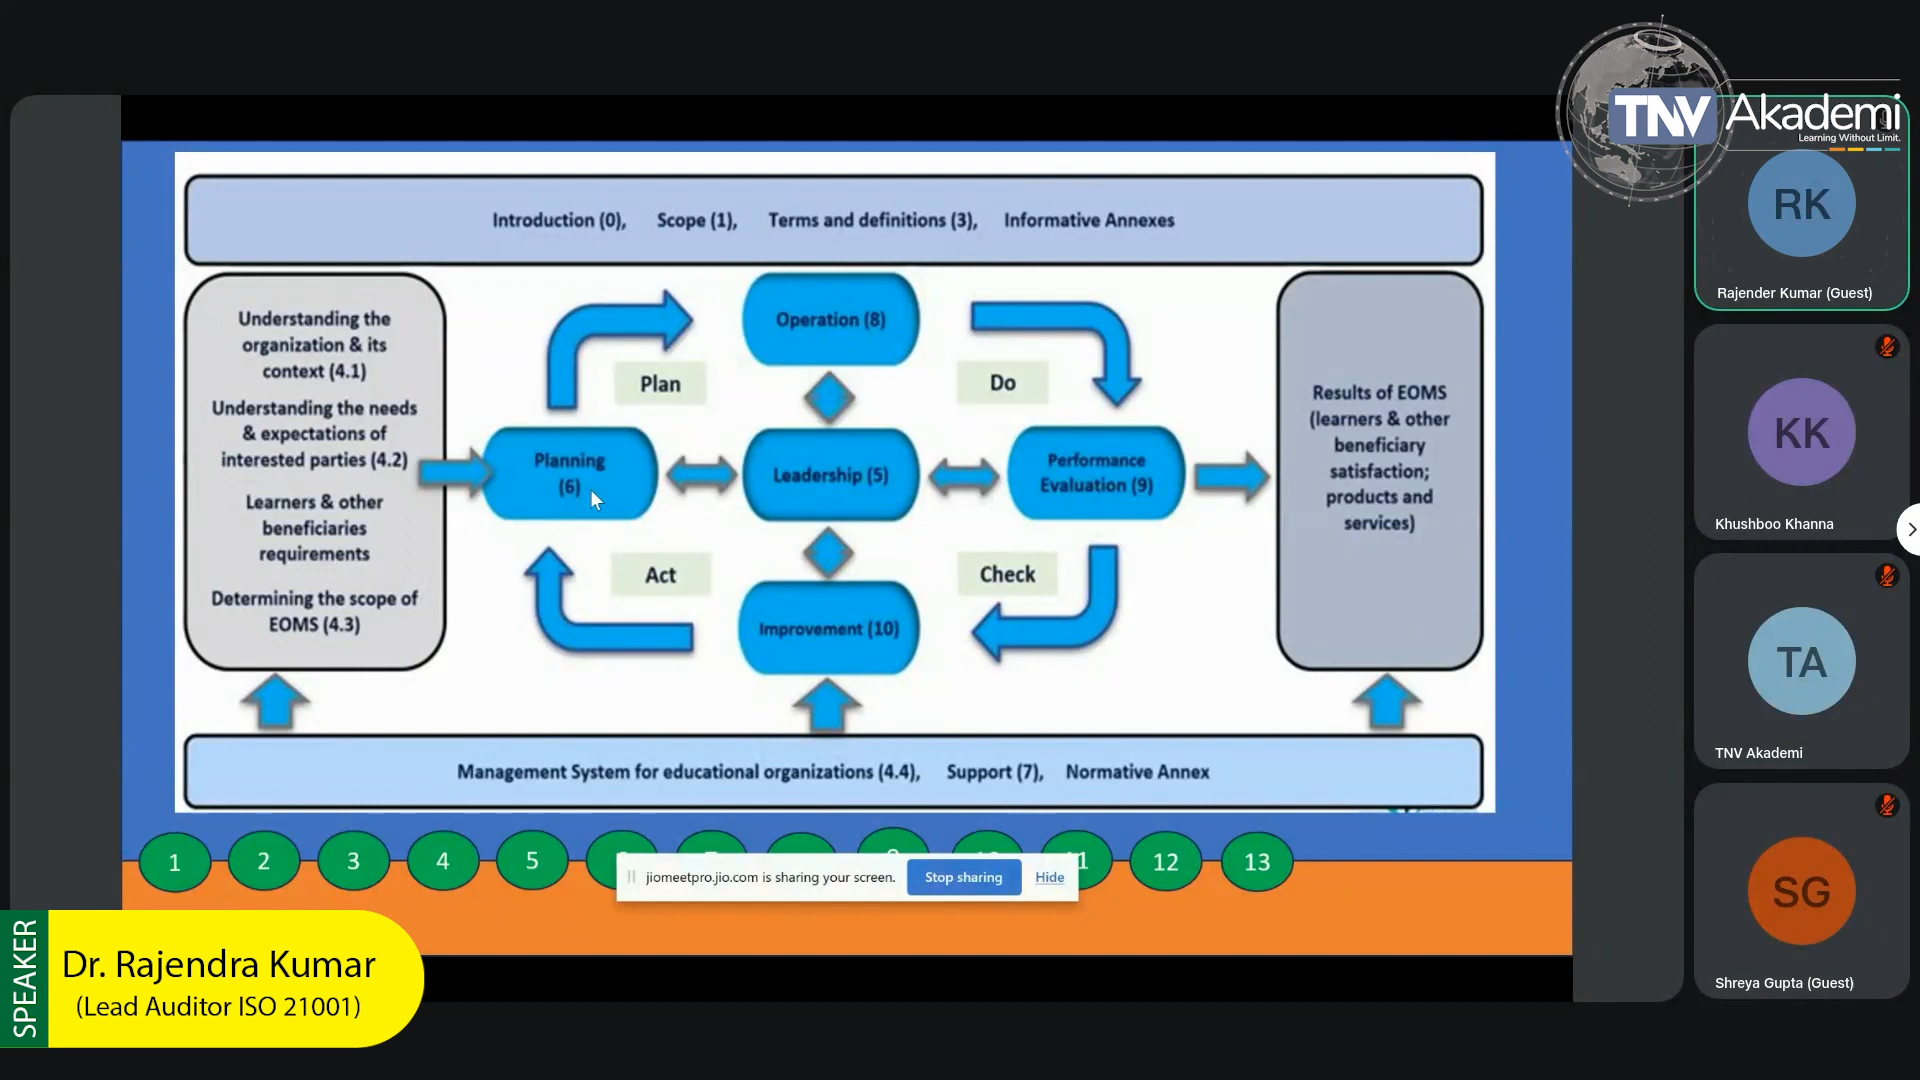 TNV Akademi
Learning Without Limit.
Introduction (0), Scope (1), Terms and definitions (3), Informative Annexes
Understanding the
organization & its
context (4.1)
Understanding the needs
& expectations of
interested parties (4.2)
Learners & other
beneficiaries
requirements
Determining the scope of
EOMS (4.3)
Operation (8)
Plan
Do
Planning
(6)
Leadership (5)
Performance
Evaluation (9)
Act
Check
Improvement (10)
Results of EOMS
(learners & other
beneficiary
satisfaction;
products and
services)
Management System for educational organizations (4.4), Support (7), Normative Annex
1 2 3 4 5 12 13
jiomeetpro.jio.com is sharing your screen. Stop sharing Hide
SPEAKER
Dr. Rajendra Kumar
(Lead Auditor ISO 21001)
RK
Rajender Kumar (Guest)
KK
Khushboo Khanna
TA
TNV Akademi
SG
Shreya Gupta (Guest)